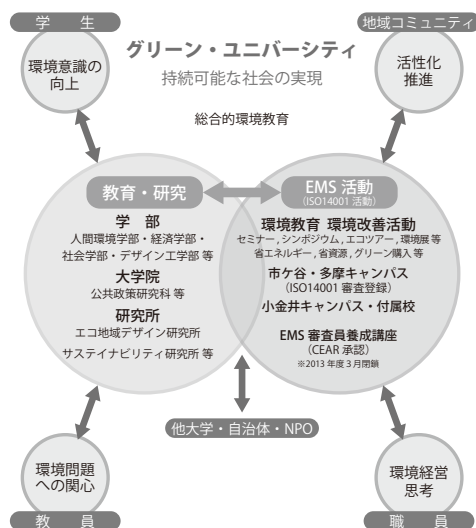 学　生
環境意識の
向上
グリーン・ユニバーシティ
持続可能な社会の実現
総合的環境教育
地域コミュニティ
活性化
推進
教育・研究
学　部
人間環境学部・経済学部・
社会学部・デザイン工学部 等
大学院
公共政策研究科 等
研究所
エコ地域デザイン研究所
サステイナビリティ研究所 等
EMS 活動
（ISO14001 活動）
環境教育 環境改善活動
セミナー , シンポジウム , エコツアー , 環境展 等
省エネルギー , 省資源 , グリーン購入 等
市ケ谷・多摩キャンパス
（ISO14001 審査登録）
小金井キャンパス・付属校
EMS 審査員養成講座
（CEAR 承認）
※2013 年度 3 月閉鎖
他大学・自治体・NPO
環境問題
への関心
教　員
環境経営
思考
職　員